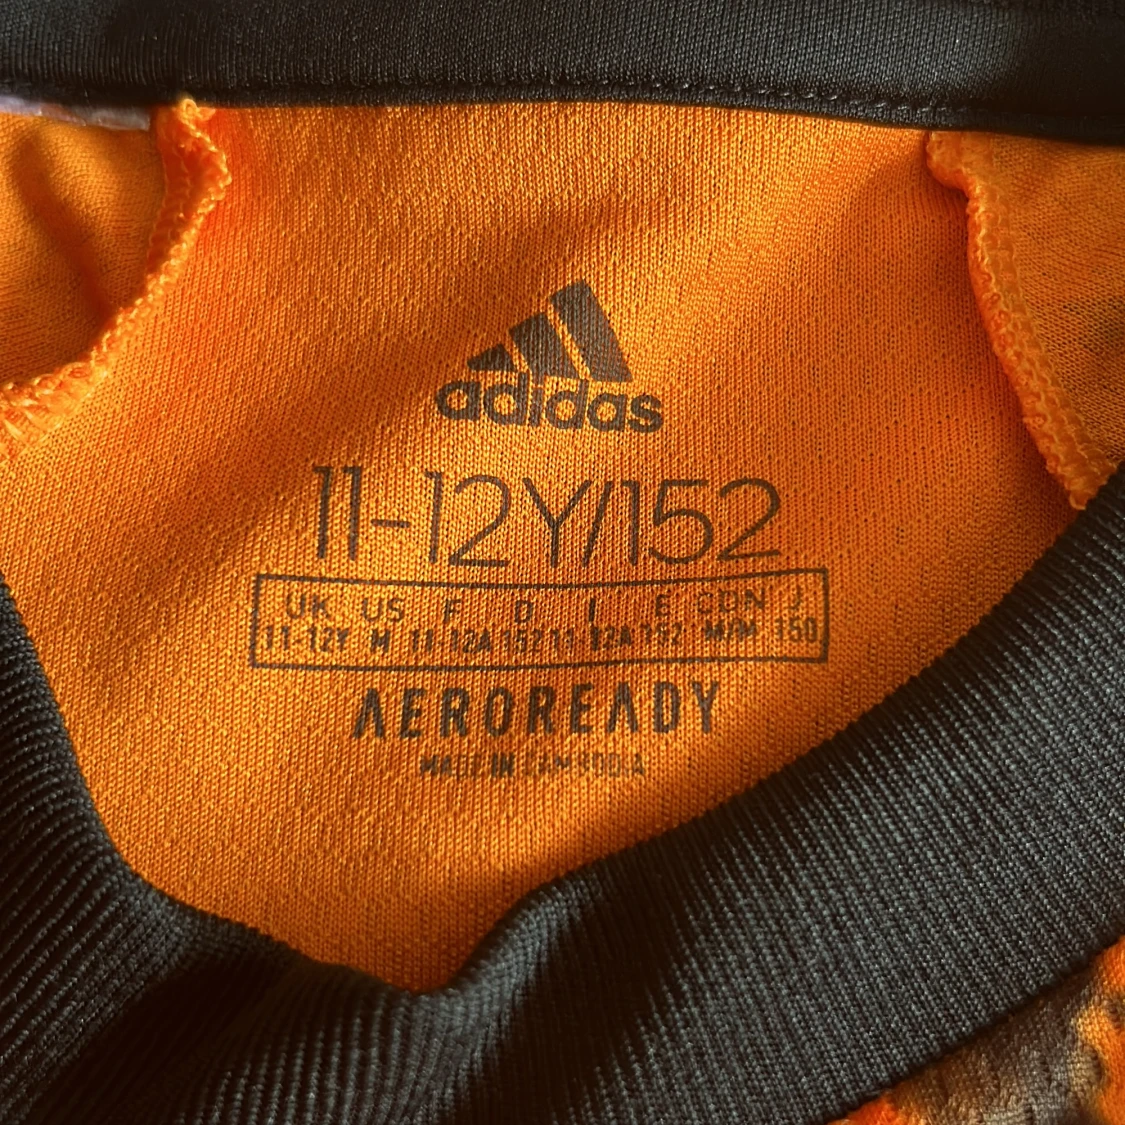 adidas
11-12Y/152
UK US F D I E CDN J
11-12Y M 11-12A 152 11-12A 152 M/M 150
AEROREADY
MADE IN CAMBODIA